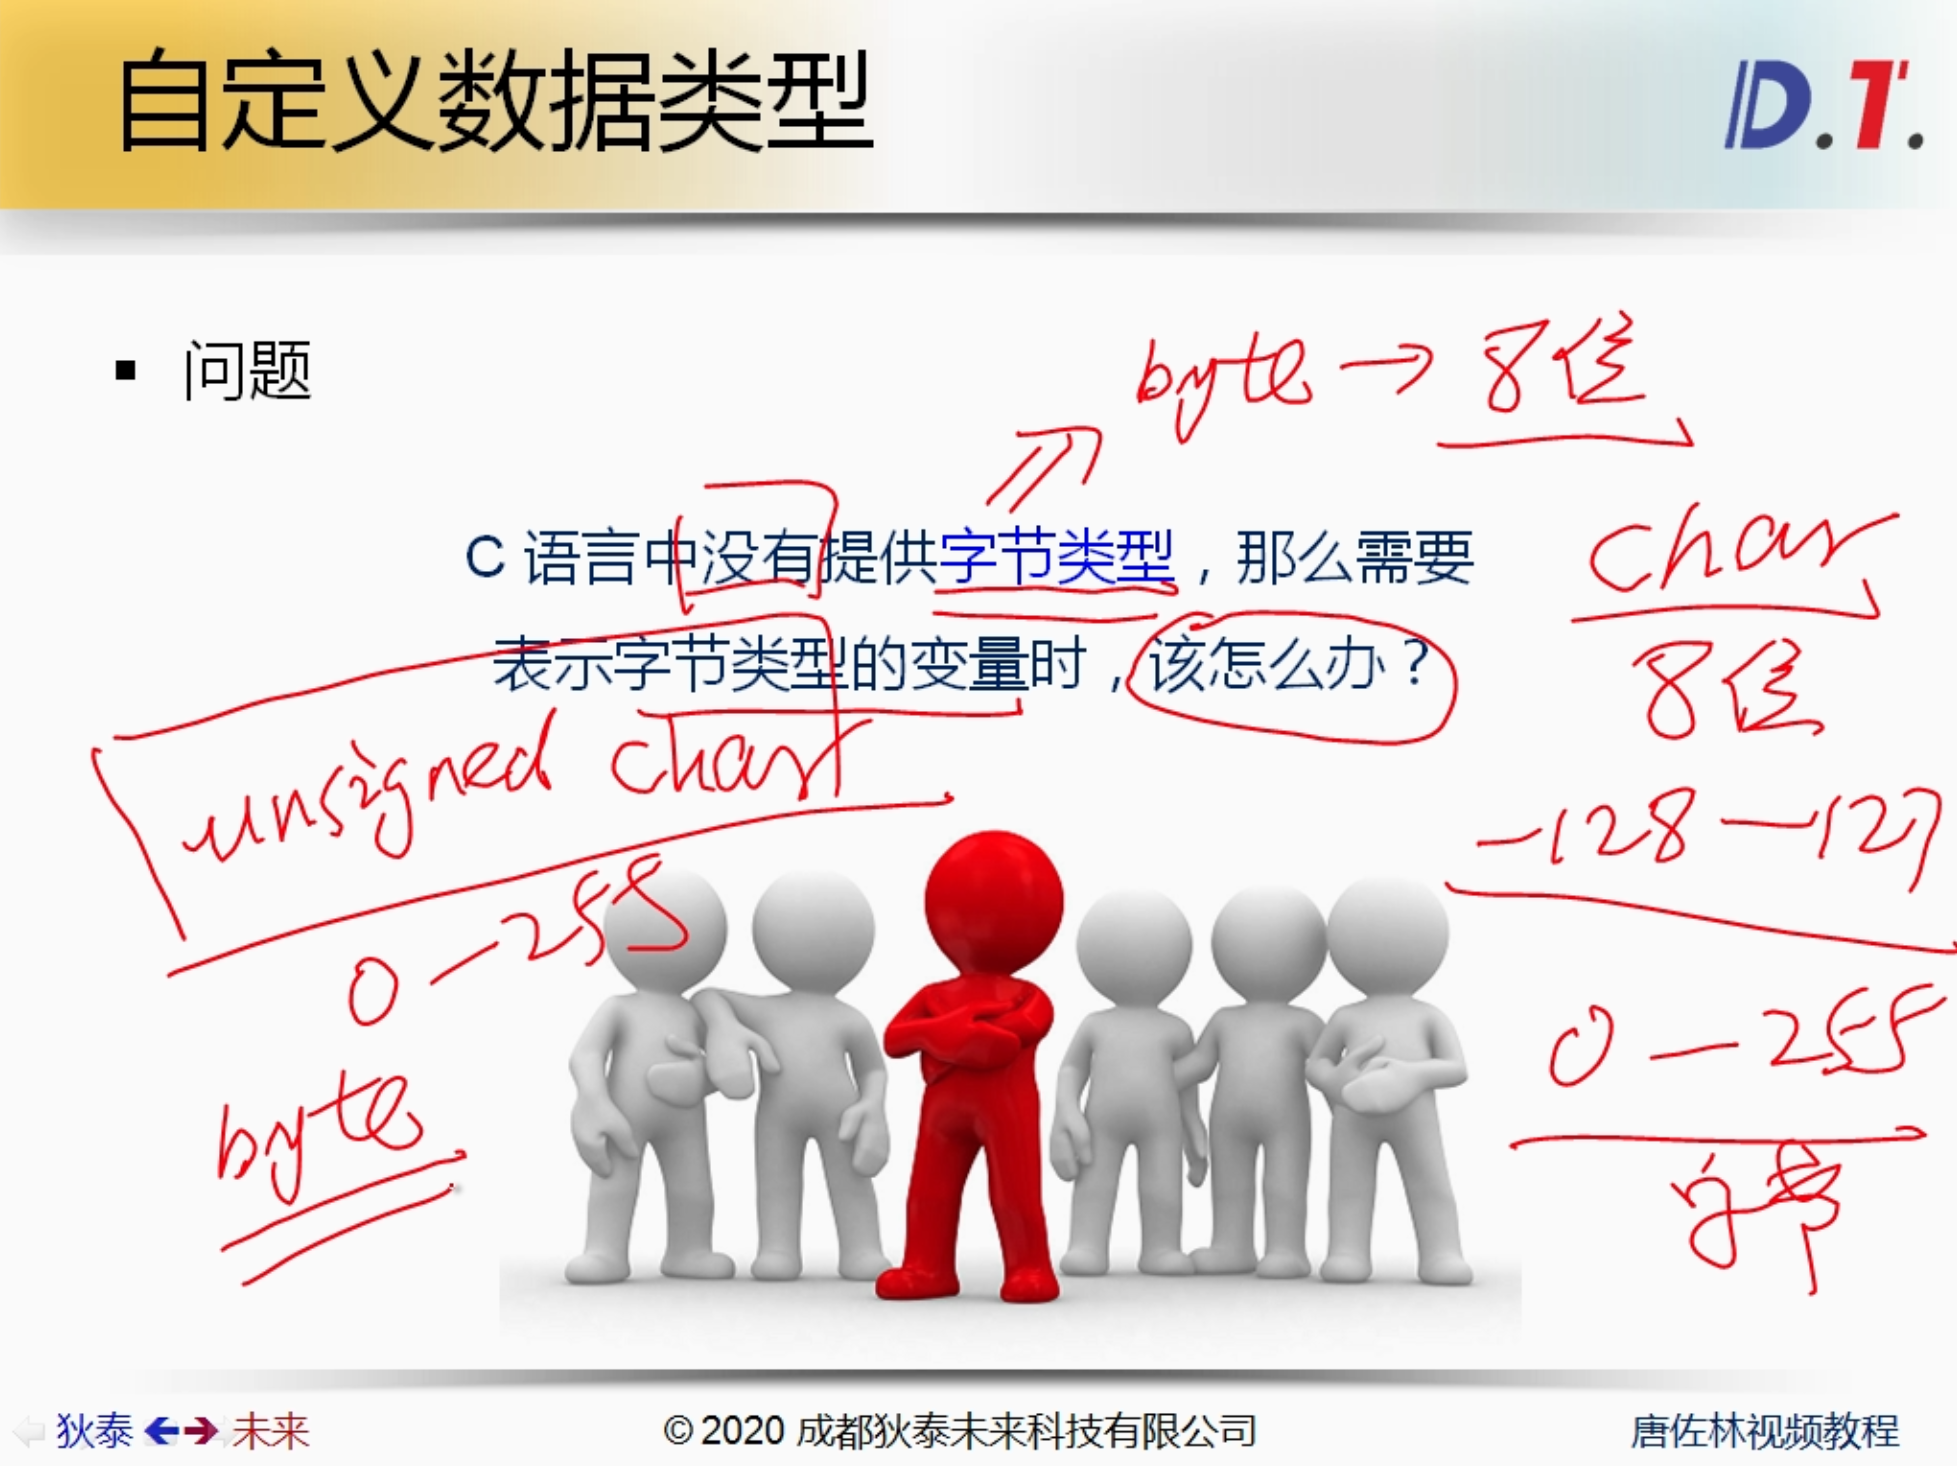 自定义数据类型
D.T.
▪ 问题
byte → 8位
C 语言中没有提供字节类型，那么需要
表示字节类型的变量时，该怎么办？
char
8位
-128 — 127
0 — 255
字节
unsigned char
0 — 255
byte
狄泰 未来
© 2020 成都狄泰未来科技有限公司
唐佐林视频教程